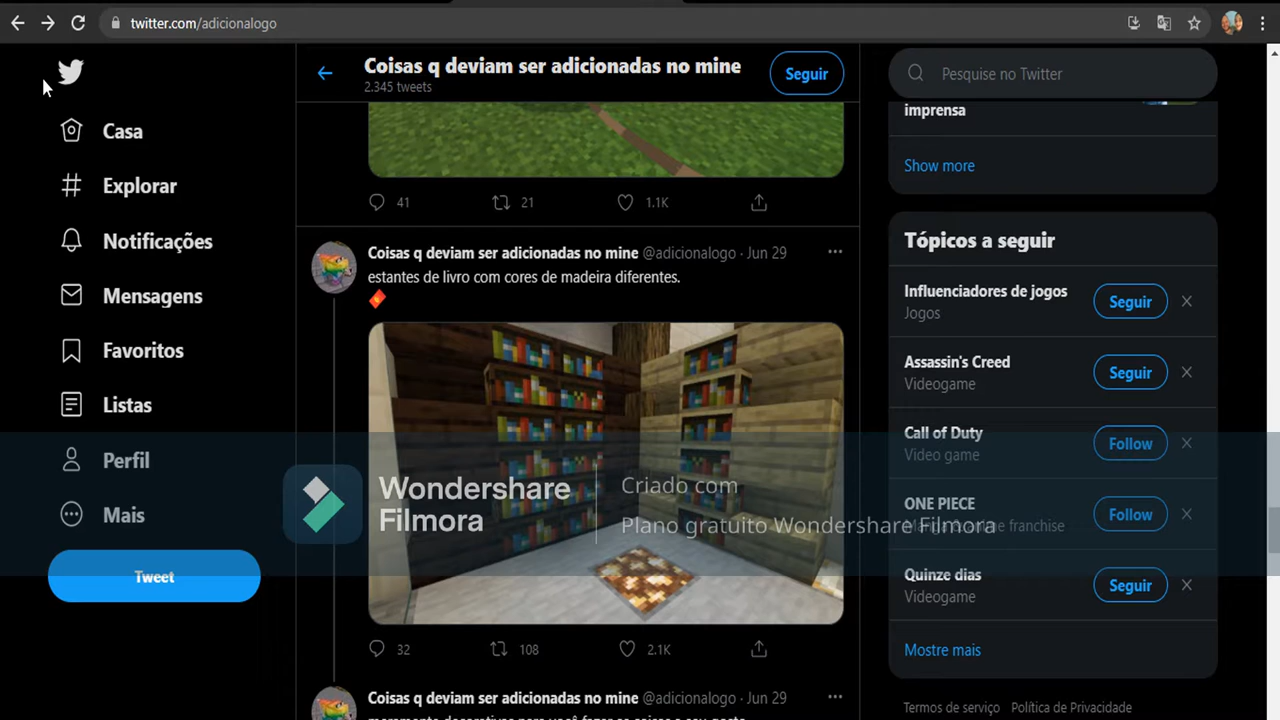 twitter.com/adicionalogo
Casa
Explorar
Notificações
Mensagens
Favoritos
Listas
Perfil
Mais
Tweet
Coisas q deviam ser adicionadas no mine
2.345 tweets
Seguir
41 21 1.1K
Coisas q deviam ser adicionadas no mine @adicionalogo · Jun 29
estantes de livro com cores de madeira diferentes.
Wondershare
Filmora
Criado com
Plano gratuito Wondershare Filmora
32 108 2.1K
Coisas q deviam ser adicionadas no mine @adicionalogo · Jun 29
Pesquise no Twitter
imprensa
Show more
Tópicos a seguir
Influenciadores de jogos
Jogos
Seguir
Assassin's Creed
Videogame
Seguir
Call of Duty
Video game
Follow
ONE PIECE
franchise
Follow
Quinze dias
Videogame
Seguir
Mostre mais
Termos de serviço Política de Privacidade